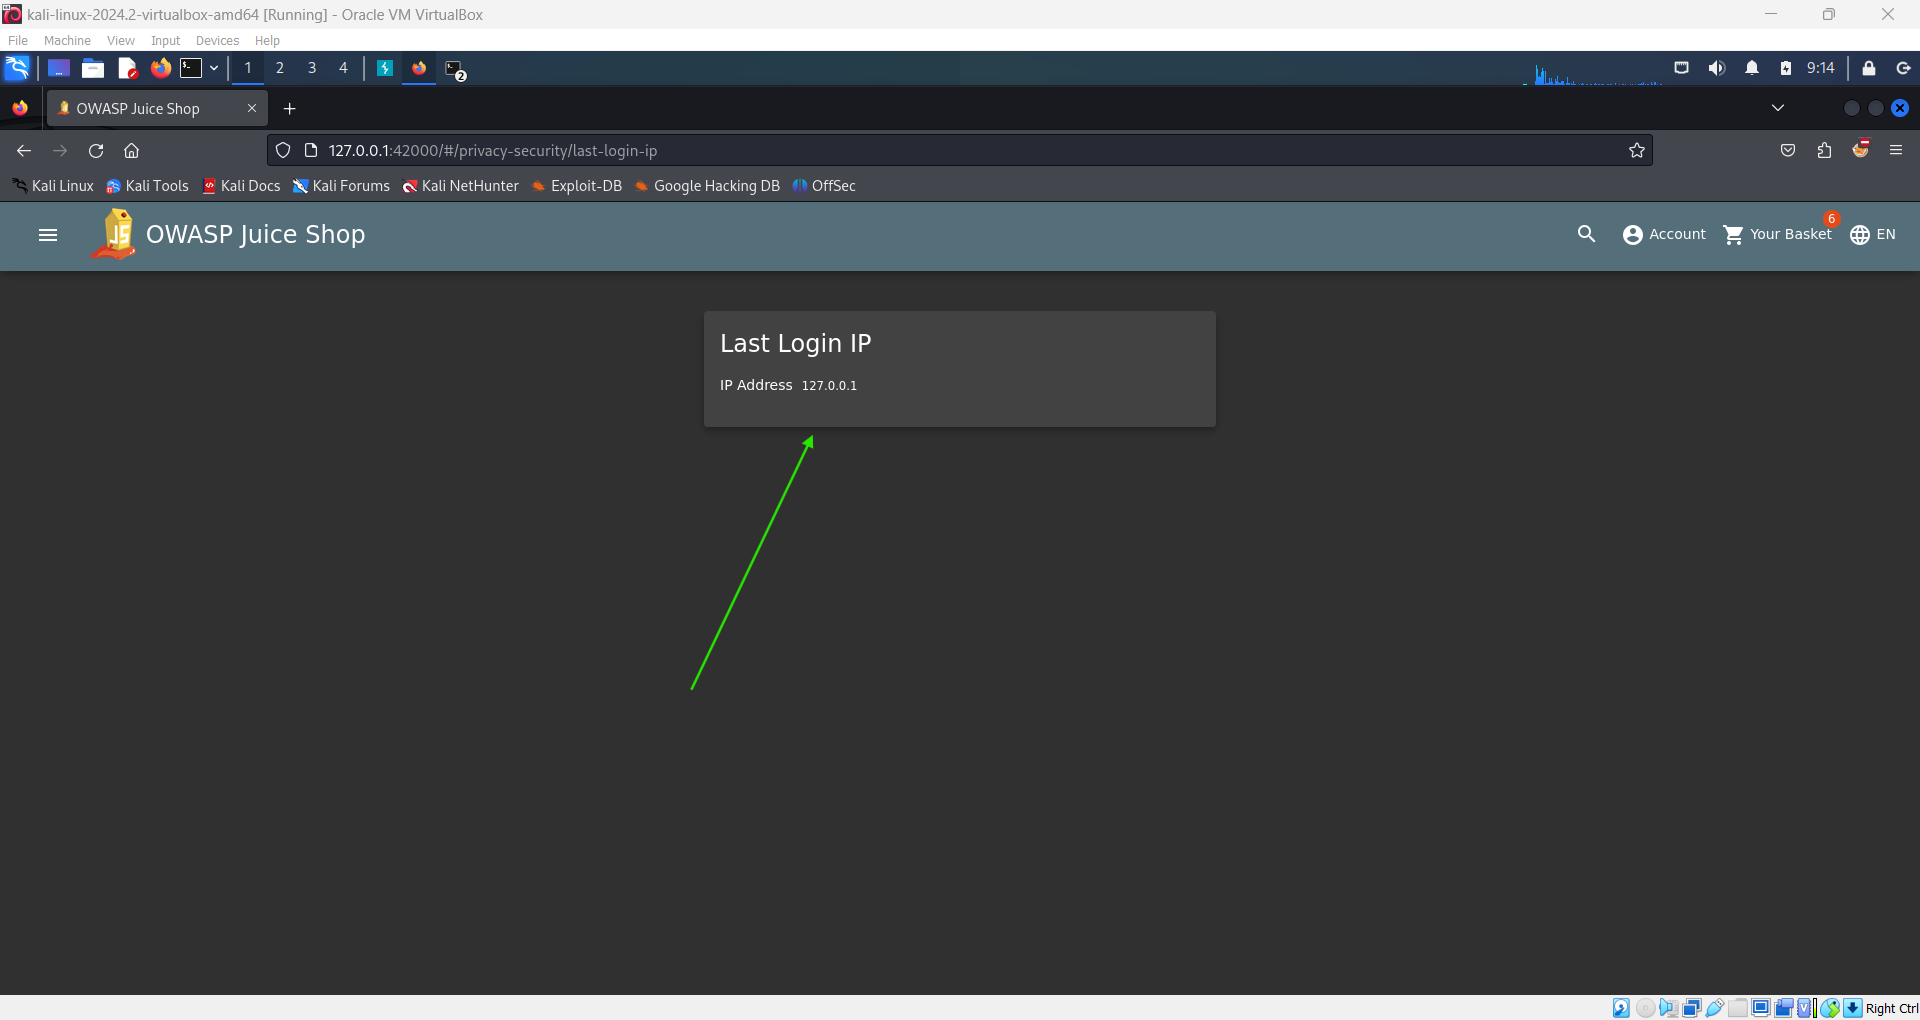 kali-linux-2024.2-virtualbox-amd64 [Running] - Oracle VM VirtualBox
File Machine View Input Devices Help
1 2 3 4 2 9:14
OWASP Juice Shop
127.0.0.1:42000/#/privacy-security/last-login-ip
Kali Linux Kali Tools Kali Docs Kali Forums Kali NetHunter Exploit-DB Google Hacking DB OffSec
JS OWASP Juice Shop Account Your Basket 6 EN
Last Login IP
IP Address 127.0.0.1
Right Ctrl